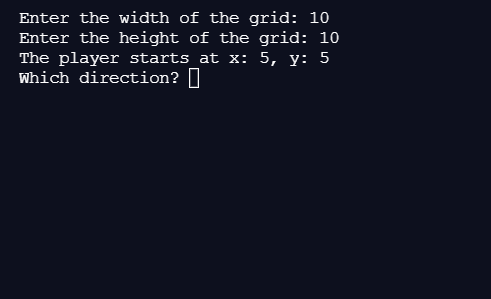 Enter the width of the grid: 10
Enter the height of the grid: 10
The player starts at x: 5, y: 5
Which direction?